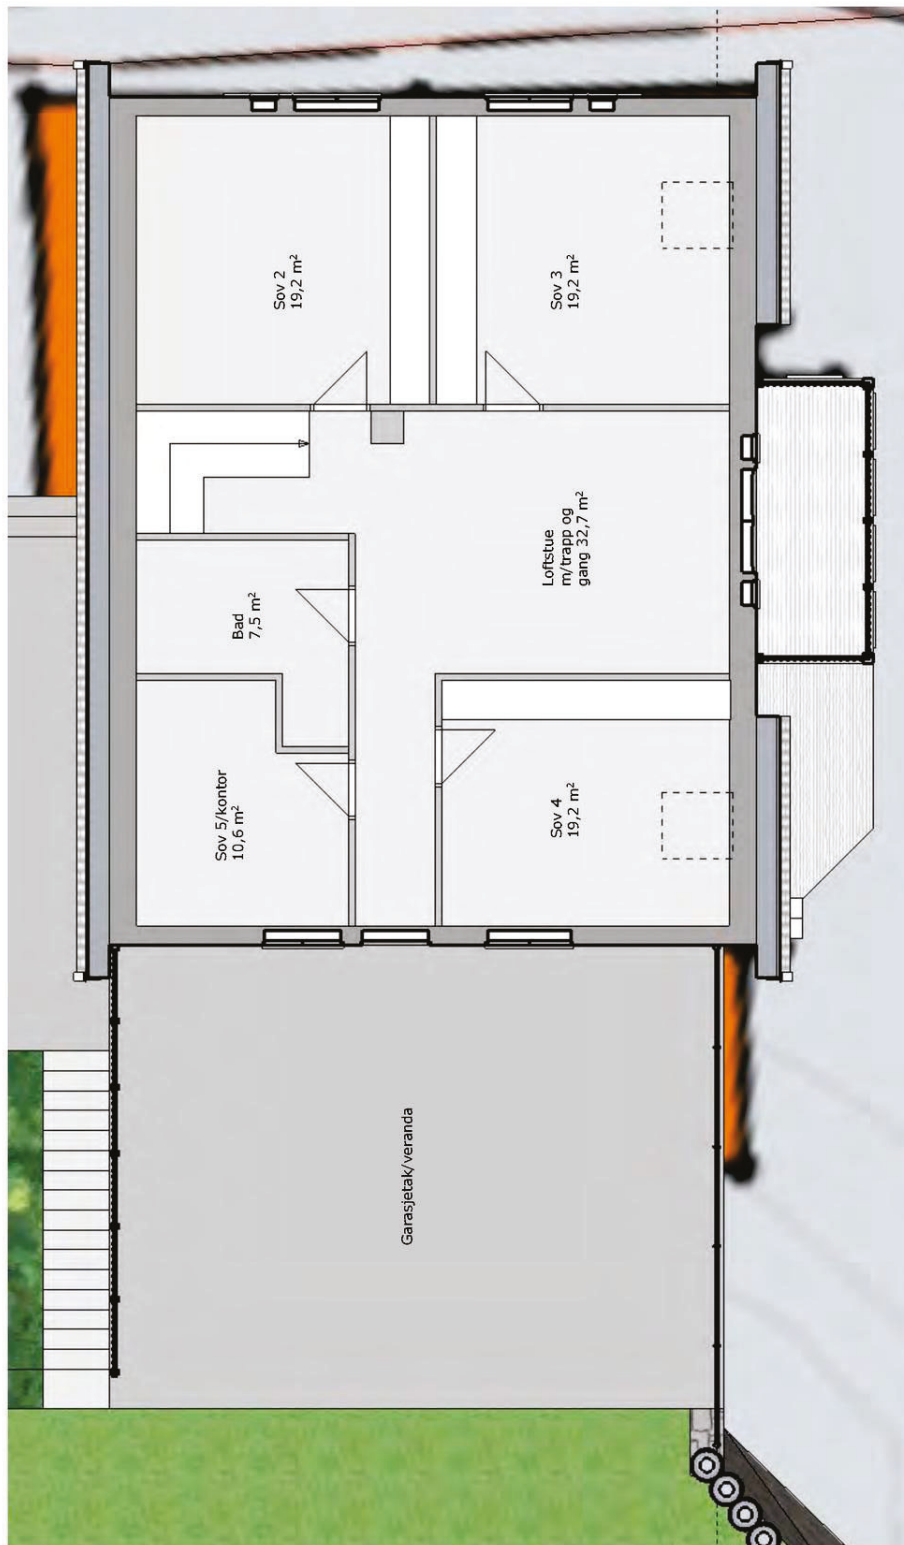 Sov 2
19,2 m²
Sov 3
19,2 m²
Loftstue
m/trapp og
gang 32,7 m²
Bad
7,5 m²
Sov 5/kontor
10,6 m²
Sov 4
19,2 m²
Garasjetak/veranda